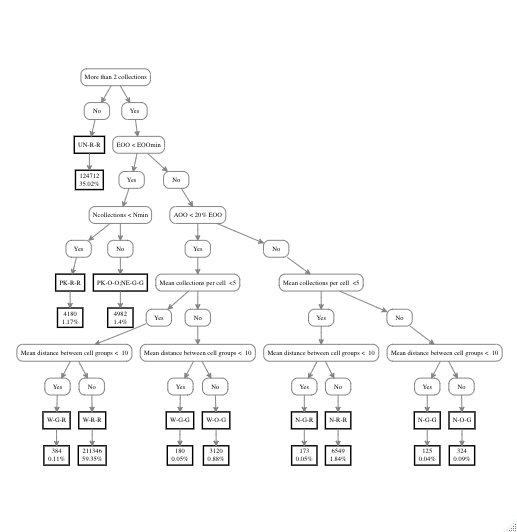 More than 2 collections
No
Yes
UN-R-R
EOO < EOOmin
124712
35.02%
Yes
No
Ncollections < Nmin
AOO < 20% EOO
Yes
No
Yes
No
PK-R-R
PK-O-O;NE-G-G
Mean collections per cell <5
Mean collections per cell <5
4180
1.17%
4982
1.4%
Yes
No
Yes
No
Mean distance between cell groups < 10
Mean distance between cell groups < 10
Mean distance between cell groups < 10
Mean distance between cell groups < 10
Yes
No
Yes
No
Yes
No
Yes
No
W-G-R
W-R-R
W-G-G
W-O-G
N-G-R
N-R-R
N-G-G
N-O-G
384
0.11%
211346
59.35%
180
0.05%
3120
0.88%
173
0.05%
6549
1.84%
125
0.04%
324
0.09%